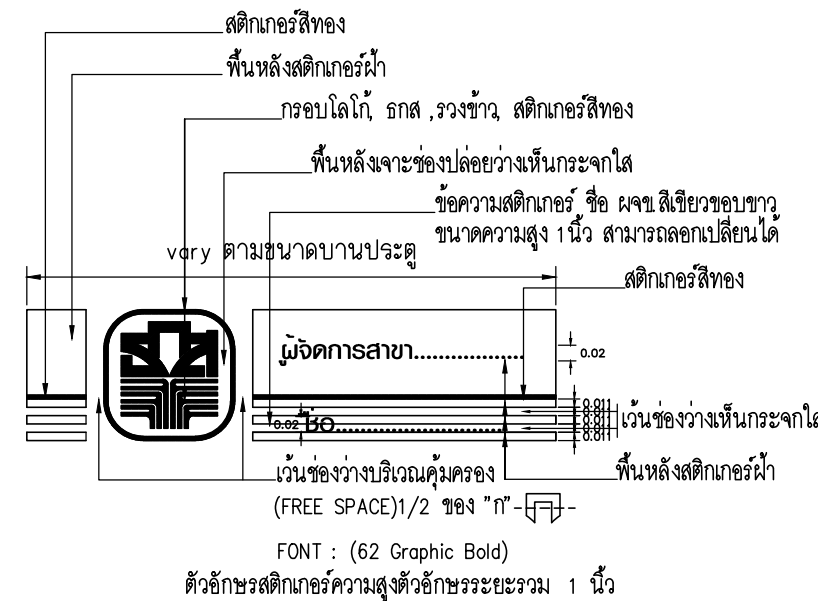 สติกเกอร์สีทอง
พื้นหลังสติกเกอร์ฝ้า
กรอบโลโก้, ธกส ,รวงข้าว, สติกเกอร์สีทอง
พื้นหลังเจาะช่องปล่อยว่างเห็นกระจกใส
ข้อความสติกเกอร์ ชื่อ ผจข.สีเขียวขอบขาว
ขนาดความสูง 1นิ้ว สามารถลอกเปลี่ยนได้
vary ตามขนาดบานประตู
สติกเกอร์สีทอง
ผู้จัดการสาขา....................
0.02
0.011
0.011
0.011
0.011
0.011
เว้นช่องว่างเห็นกระจกใส
0.02
ชื่อ..............................
เว้นช่องว่างบริเวณคุ้มครอง
(FREE SPACE)1/2 ของ "ก"
พื้นหลังสติกเกอร์ฝ้า
FONT : (62 Graphic Bold)
ตัวอักษรสติกเกอร์ความสูงตัวอักษรระยะรวม 1 นิ้ว